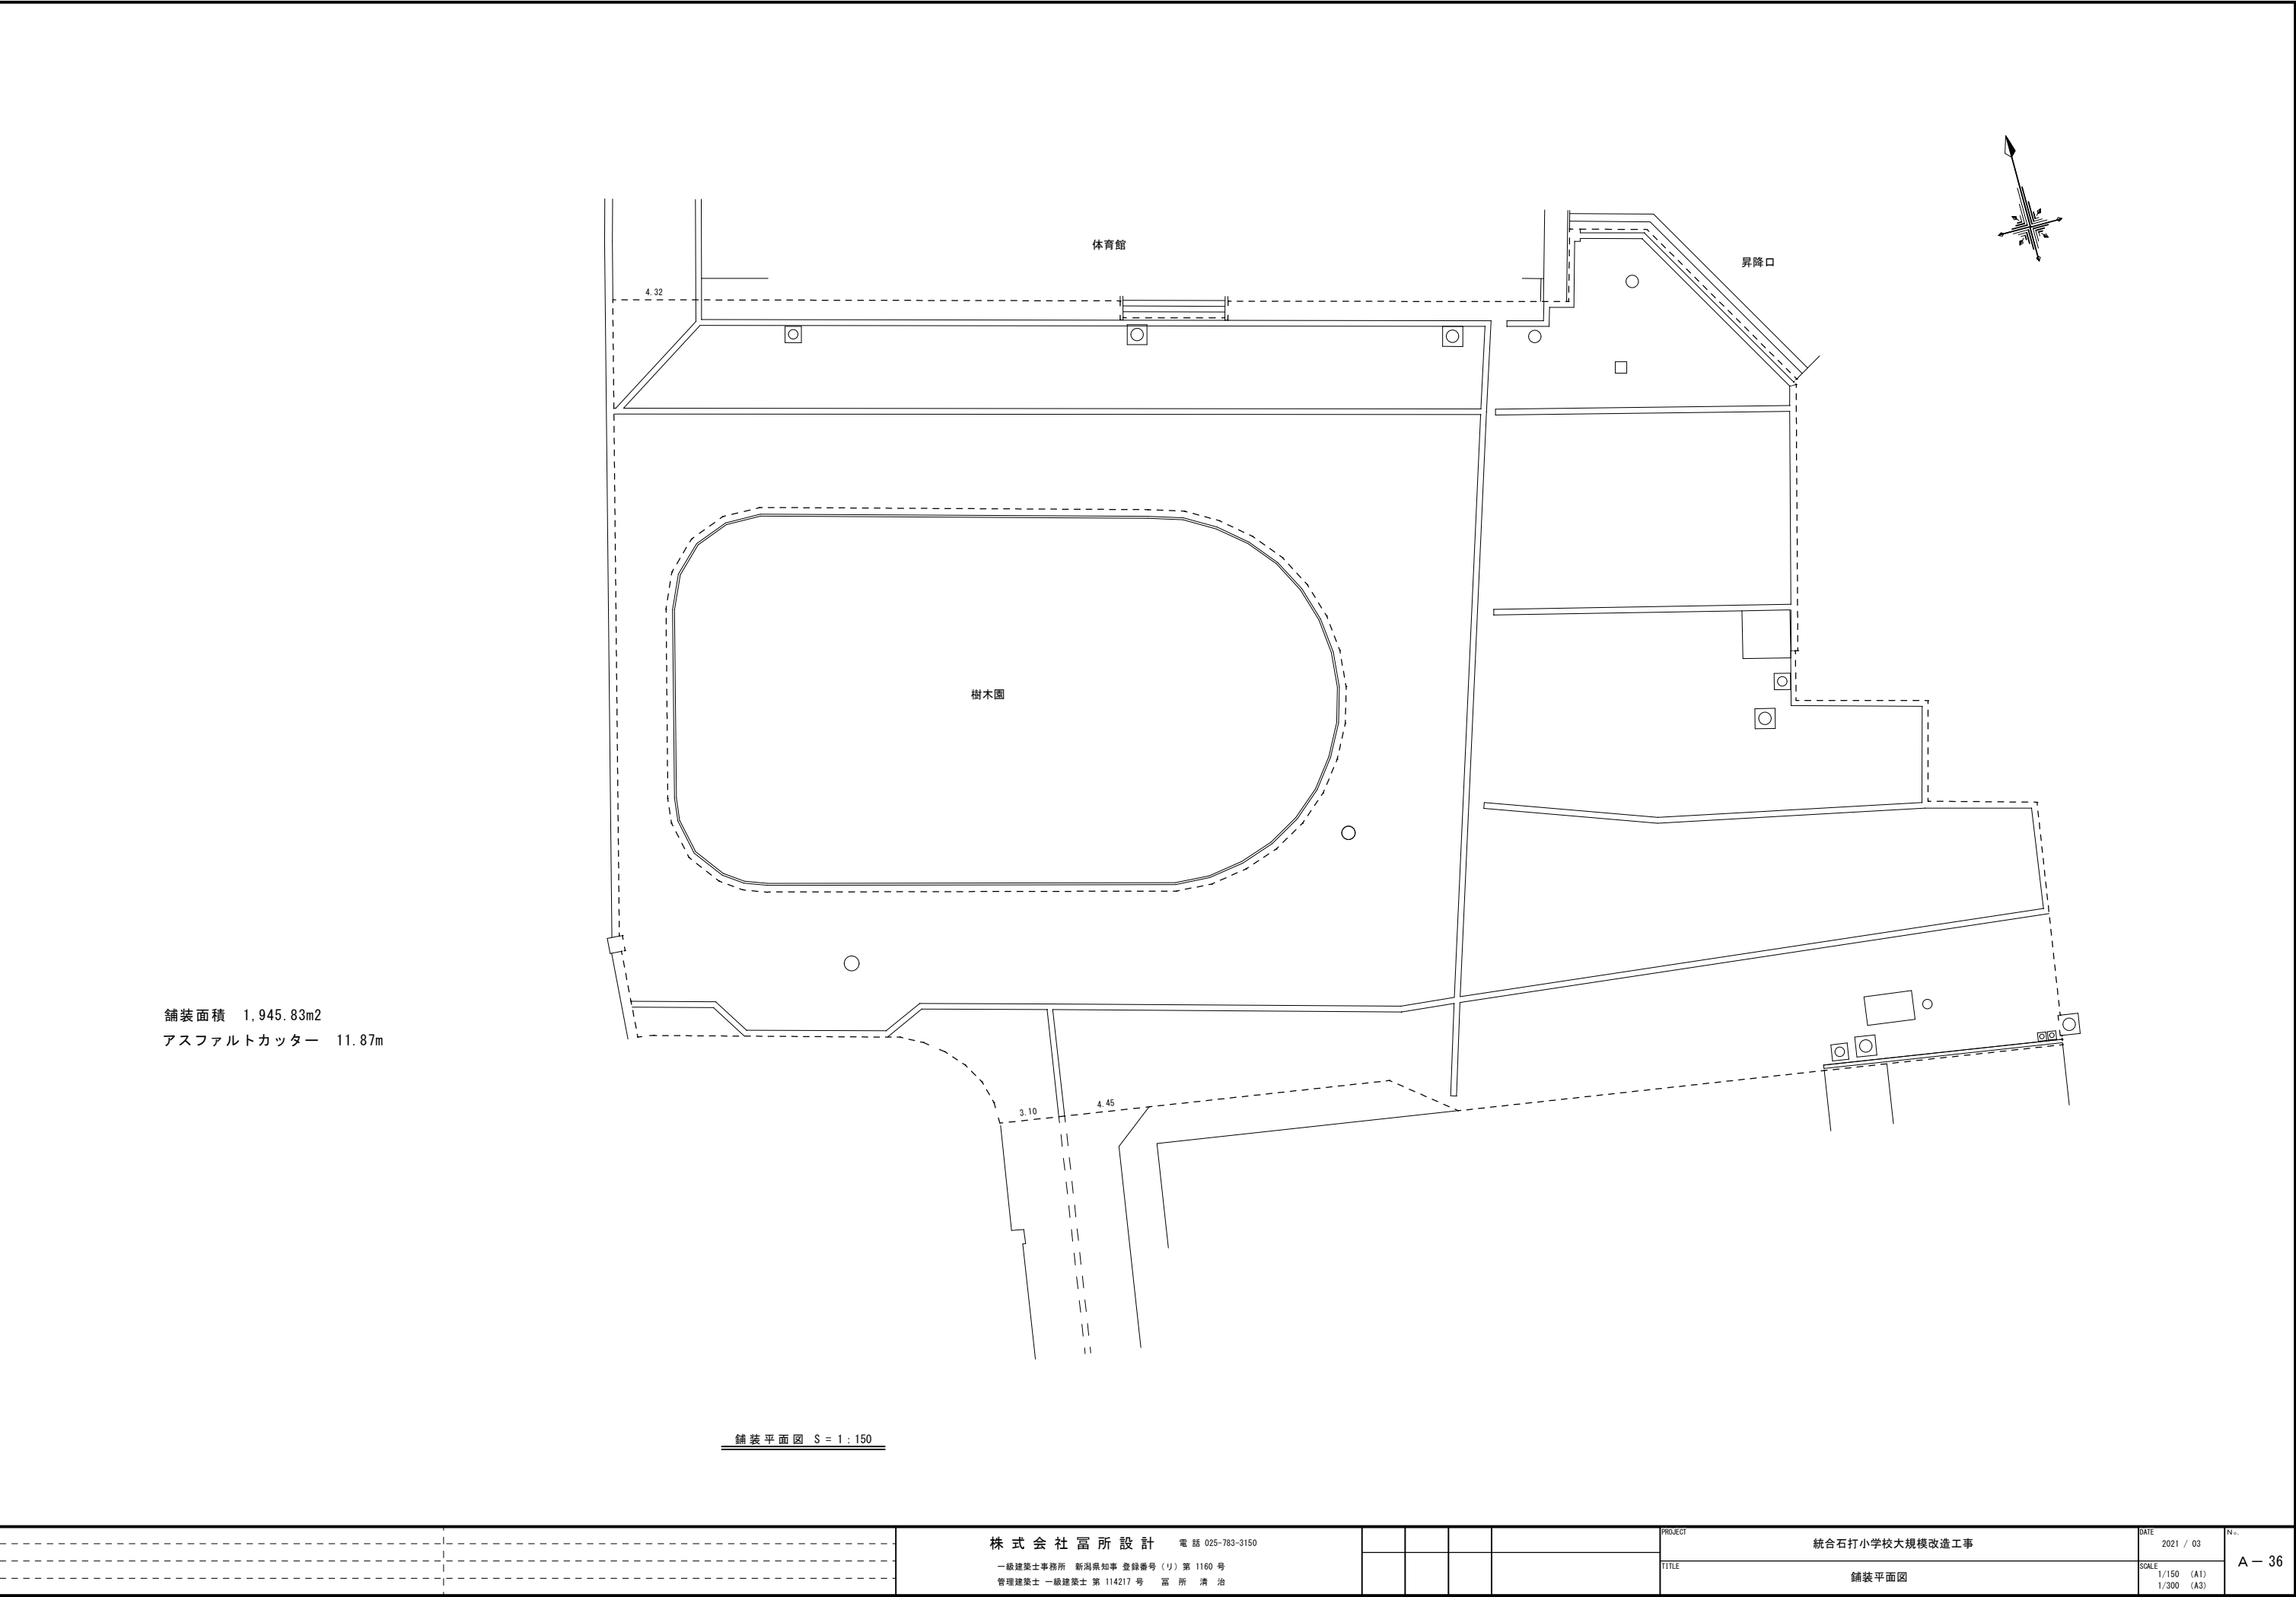 体育館
昇降口
4.32
樹木園
舗装面積　1,945.83m2
アスファルトカッター　11.87m
3.10
4.45
舗装平面図　S = 1 : 150
株式会社冨所設計　電話 025-783-3150
一級建築士事務所　新潟県知事 登録番号（リ）第 1160 号
管理建築士 一級建築士 第 114217 号　冨　所　清　治
PROJECT
統合石打小学校大規模改造工事
TITLE
舗装平面図
DATE
2021 / 03
SCALE
1/150　(A1)
1/300　(A3)
No.
A－36